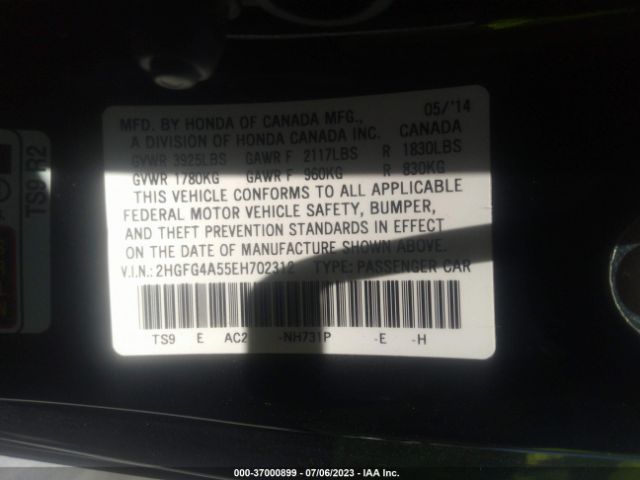 05/'14
MFD. BY HONDA OF CANADA MFG.,
A DIVISION OF HONDA CANADA INC. CANADA
GVWR 3925LBS GAWR F 2117LBS R 1830LBS
GVWR 1780KG GAWR F 960KG R 830KG
THIS VEHICLE CONFORMS TO ALL APPLICABLE
FEDERAL MOTOR VEHICLE SAFETY, BUMPER,
AND THEFT PREVENTION STANDARDS IN EFFECT
ON THE DATE OF MANUFACTURE SHOWN ABOVE.
V.I.N.: 2HGFG4A55EH702312 TYPE: PASSENGER CAR
TS9 E AC2 -NH731P -E -H
000-37000899 - 07/06/2023 - IAA Inc.